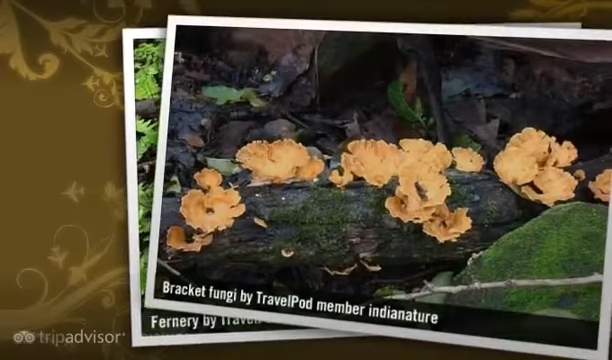 Bracket fungi by TravelPod member indianature
Fernery by
tripadvisor